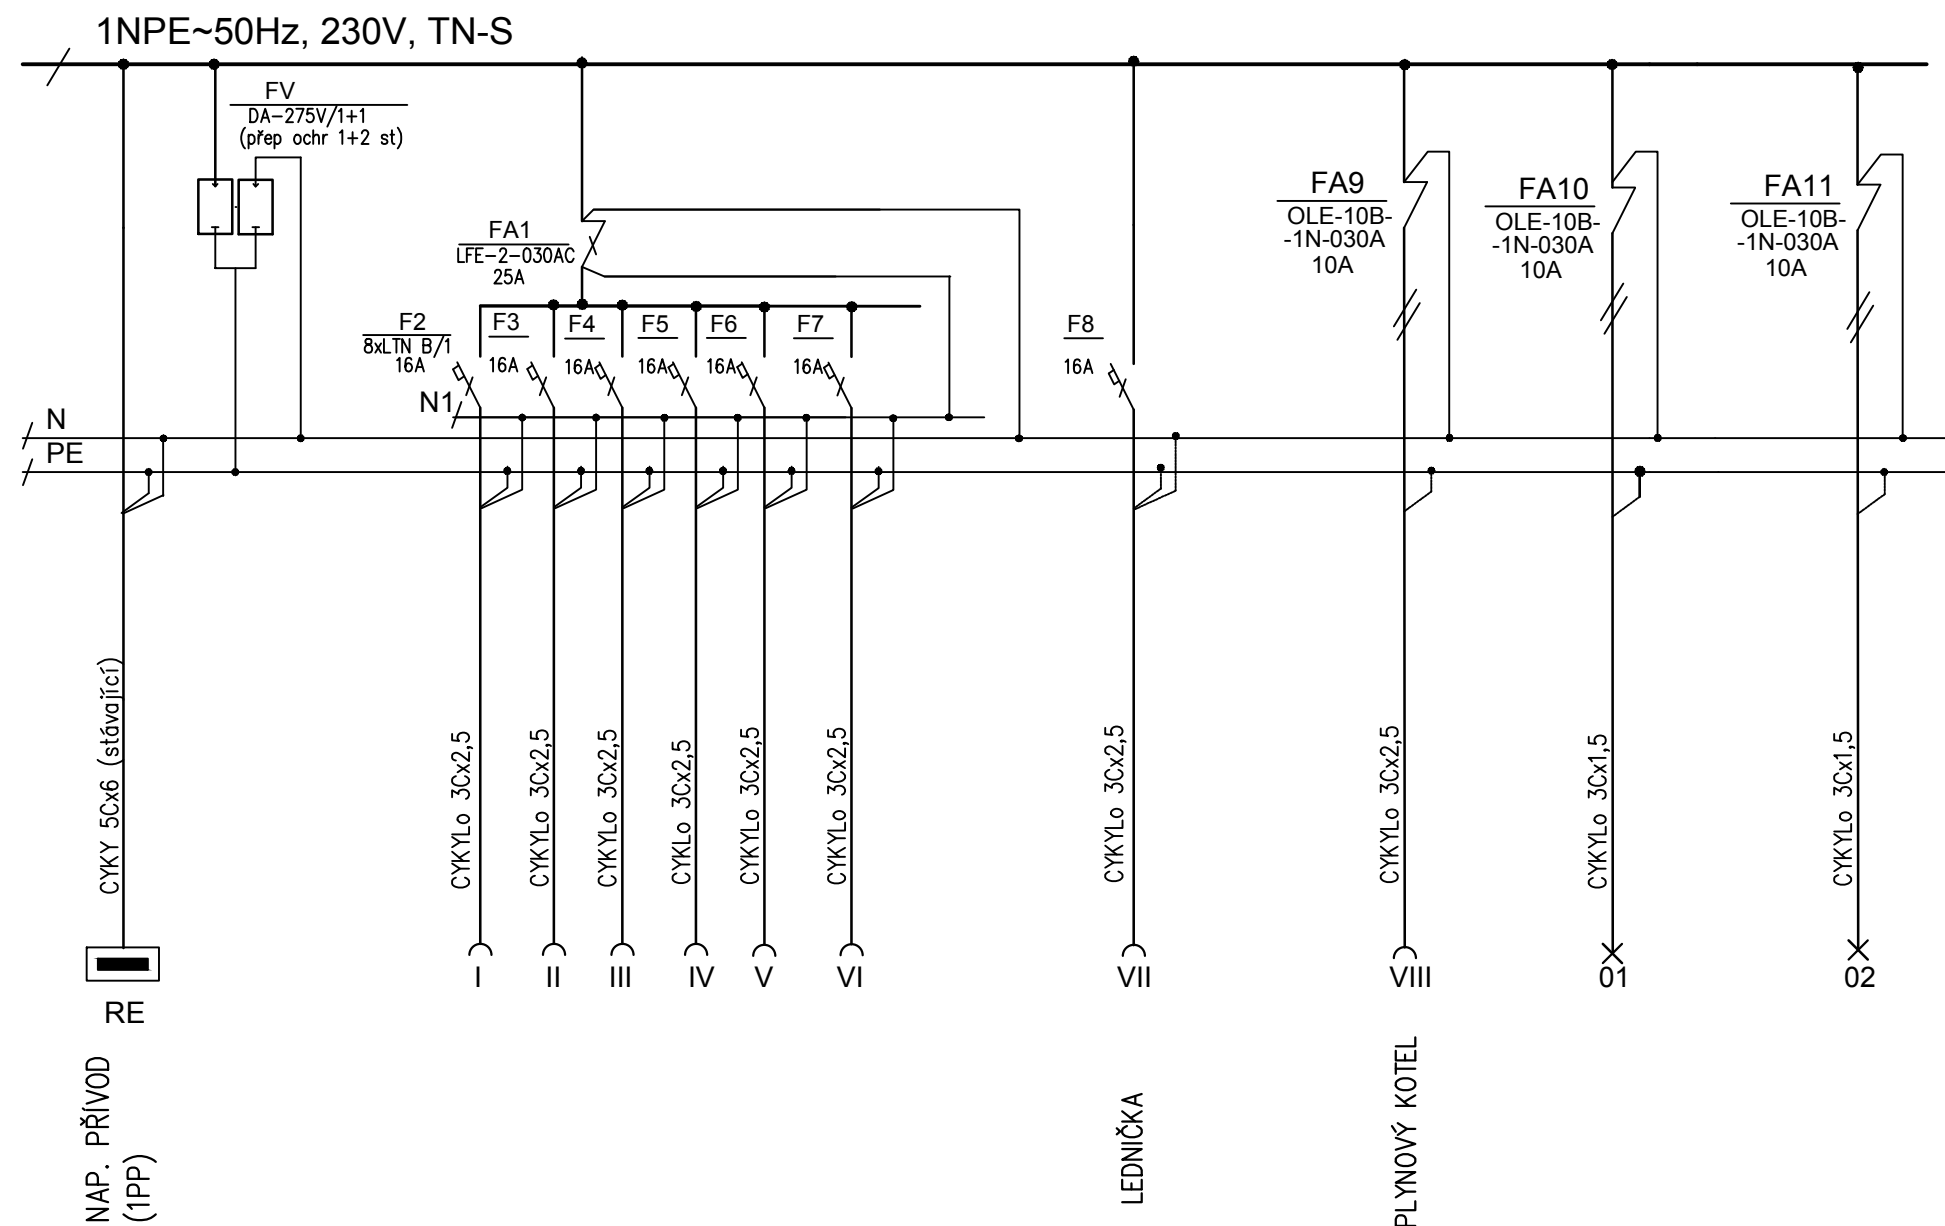 1NPE~50Hz, 230V, TN-S
FV
DA-275V/1+1
(přep ochr 1+2 st)
FA1
LFE-2-030AC
25A
FA9
OLE-10B-
-1N-030A
10A
FA10
OLE-10B-
-1N-030A
10A
FA11
OLE-10B-
-1N-030A
10A
F2
8xLTN B/1
16A
F3
16A
F4
16A
F5
16A
F6
16A
F7
16A
F8
16A
N1
N
PE
CYKY 5Cx6 (stávající)
CYKYLo 3Cx2,5
CYKYLo 3Cx2,5
CYKYLo 3Cx2,5
CYKLo 3Cx2,5
CYKYLo 3Cx2,5
CYKYLo 3Cx2,5
CYKYLo 3Cx2,5
CYKYLo 3Cx2,5
CYKYLo 3Cx1,5
CYKYLo 3Cx1,5
RE
I
II
III
IV
V
VI
VII
VIII
01
02
NAP. PŘÍVOD
(1PP)
LEDNIČKA
PLYNOVÝ KOTEL